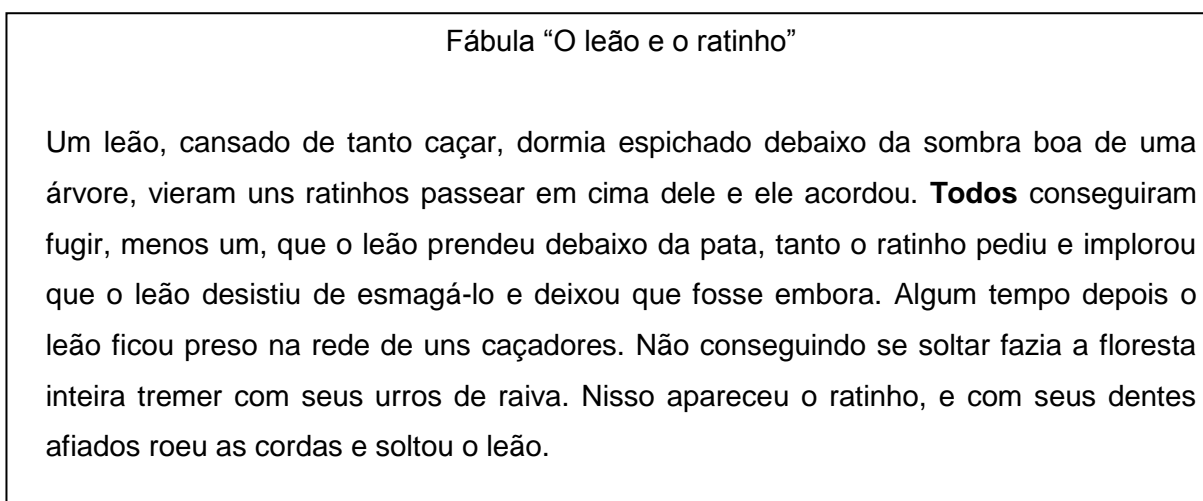 Fábula “O leão e o ratinho”
Um leão, cansado de tanto caçar, dormia espichado debaixo da sombra boa de uma
árvore, vieram uns ratinhos passear em cima dele e ele acordou. Todos conseguiram
fugir, menos um, que o leão prendeu debaixo da pata, tanto o ratinho pediu e implorou
que o leão desistiu de esmagá-lo e deixou que fosse embora. Algum tempo depois o
leão ficou preso na rede de uns caçadores. Não conseguindo se soltar fazia a floresta
inteira tremer com seus urros de raiva. Nisso apareceu o ratinho, e com seus dentes
afiados roeu as cordas e soltou o leão.